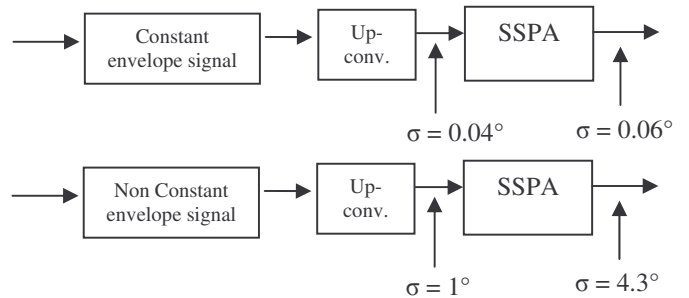 Constant
envelope signal
Up-
conv.
SSPA
σ = 0.04°
σ = 0.06°
Non Constant
envelope signal
Up-
conv.
SSPA
σ = 1°
σ = 4.3°